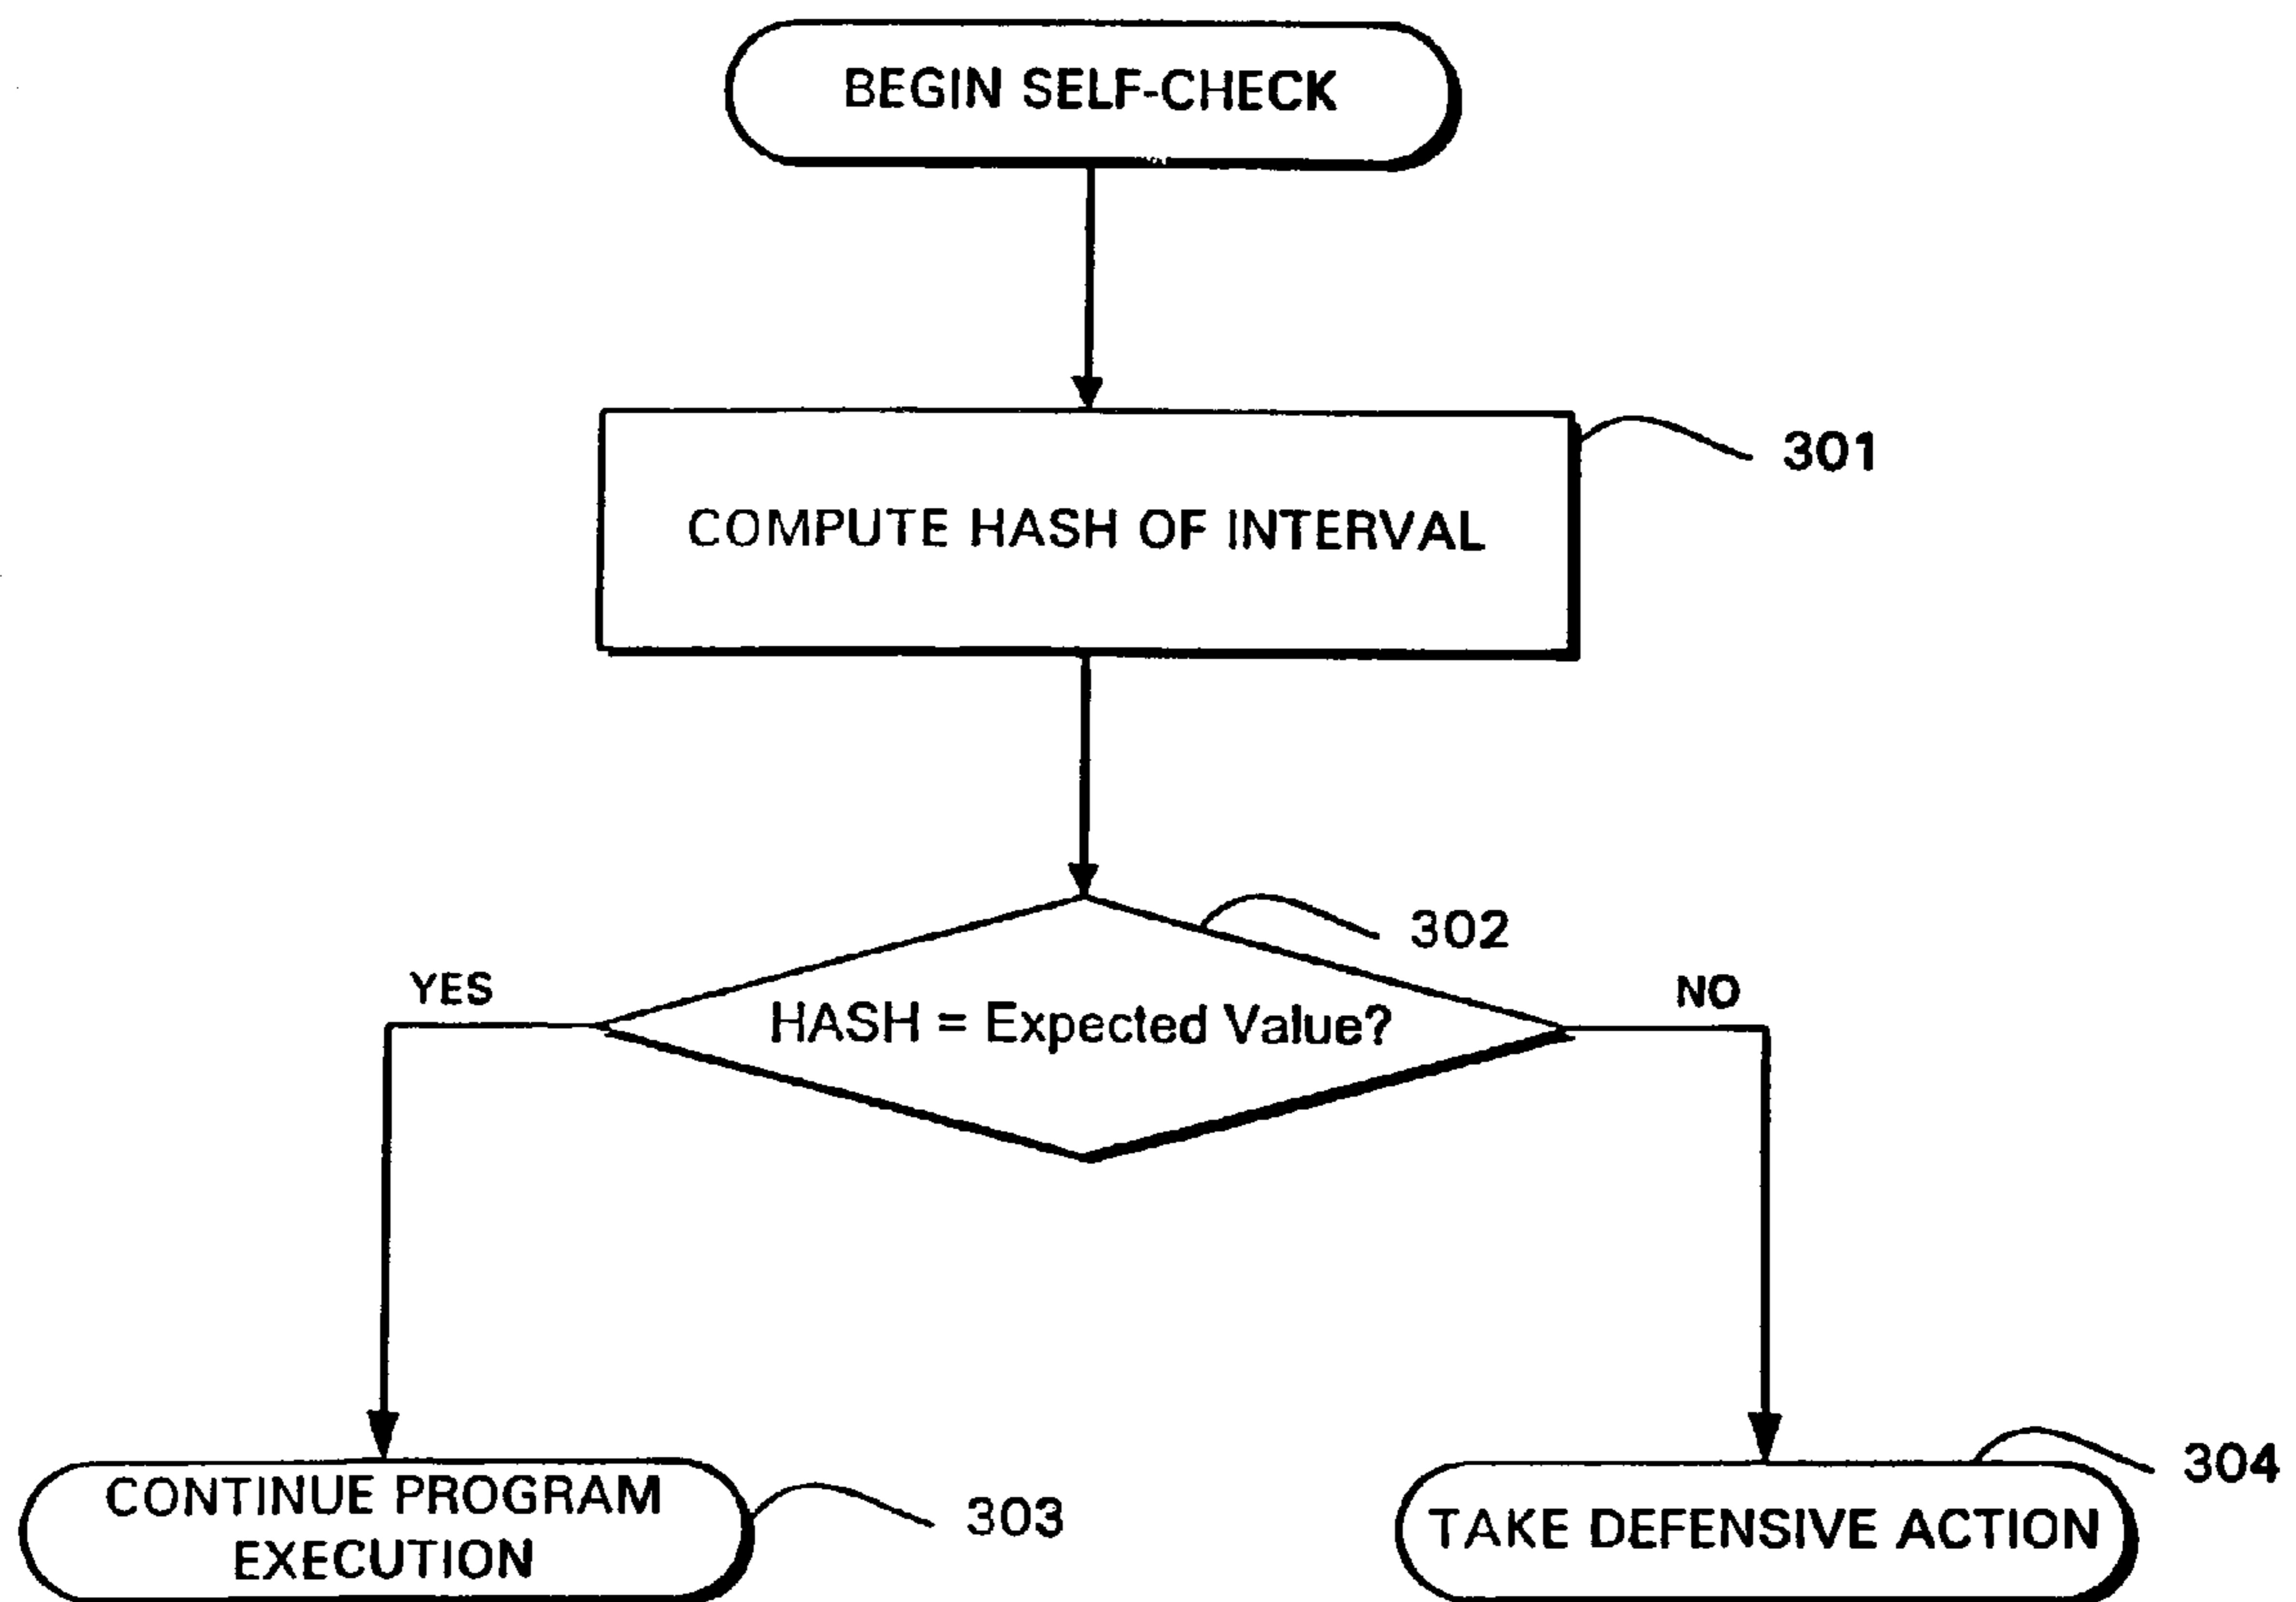 BEGIN SELF-CHECK
COMPUTE HASH OF INTERVAL
301
302
YES
HASH = Expected Value?
NO
CONTINUE PROGRAM
EXECUTION
303
TAKE DEFENSIVE ACTION
304